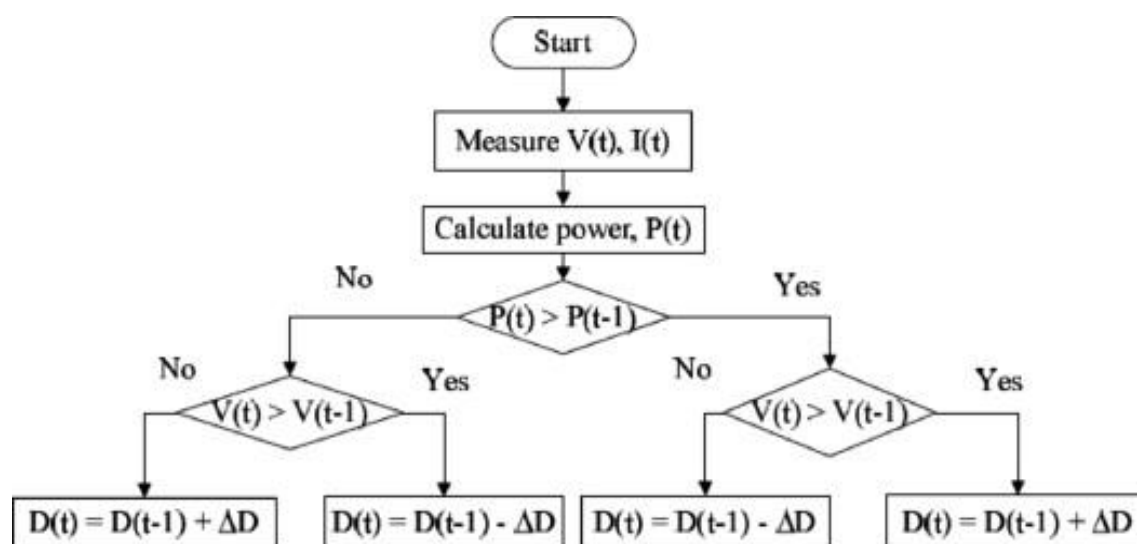 Start
Measure V(t), I(t)
Calculate power, P(t)
No
Yes
P(t) > P(t-1)
No
Yes
No
Yes
V(t) > V(t-1)
V(t) > V(t-1)
D(t) = D(t-1) + ΔD
D(t) = D(t-1) - ΔD
D(t) = D(t-1) - ΔD
D(t) = D(t-1) + ΔD